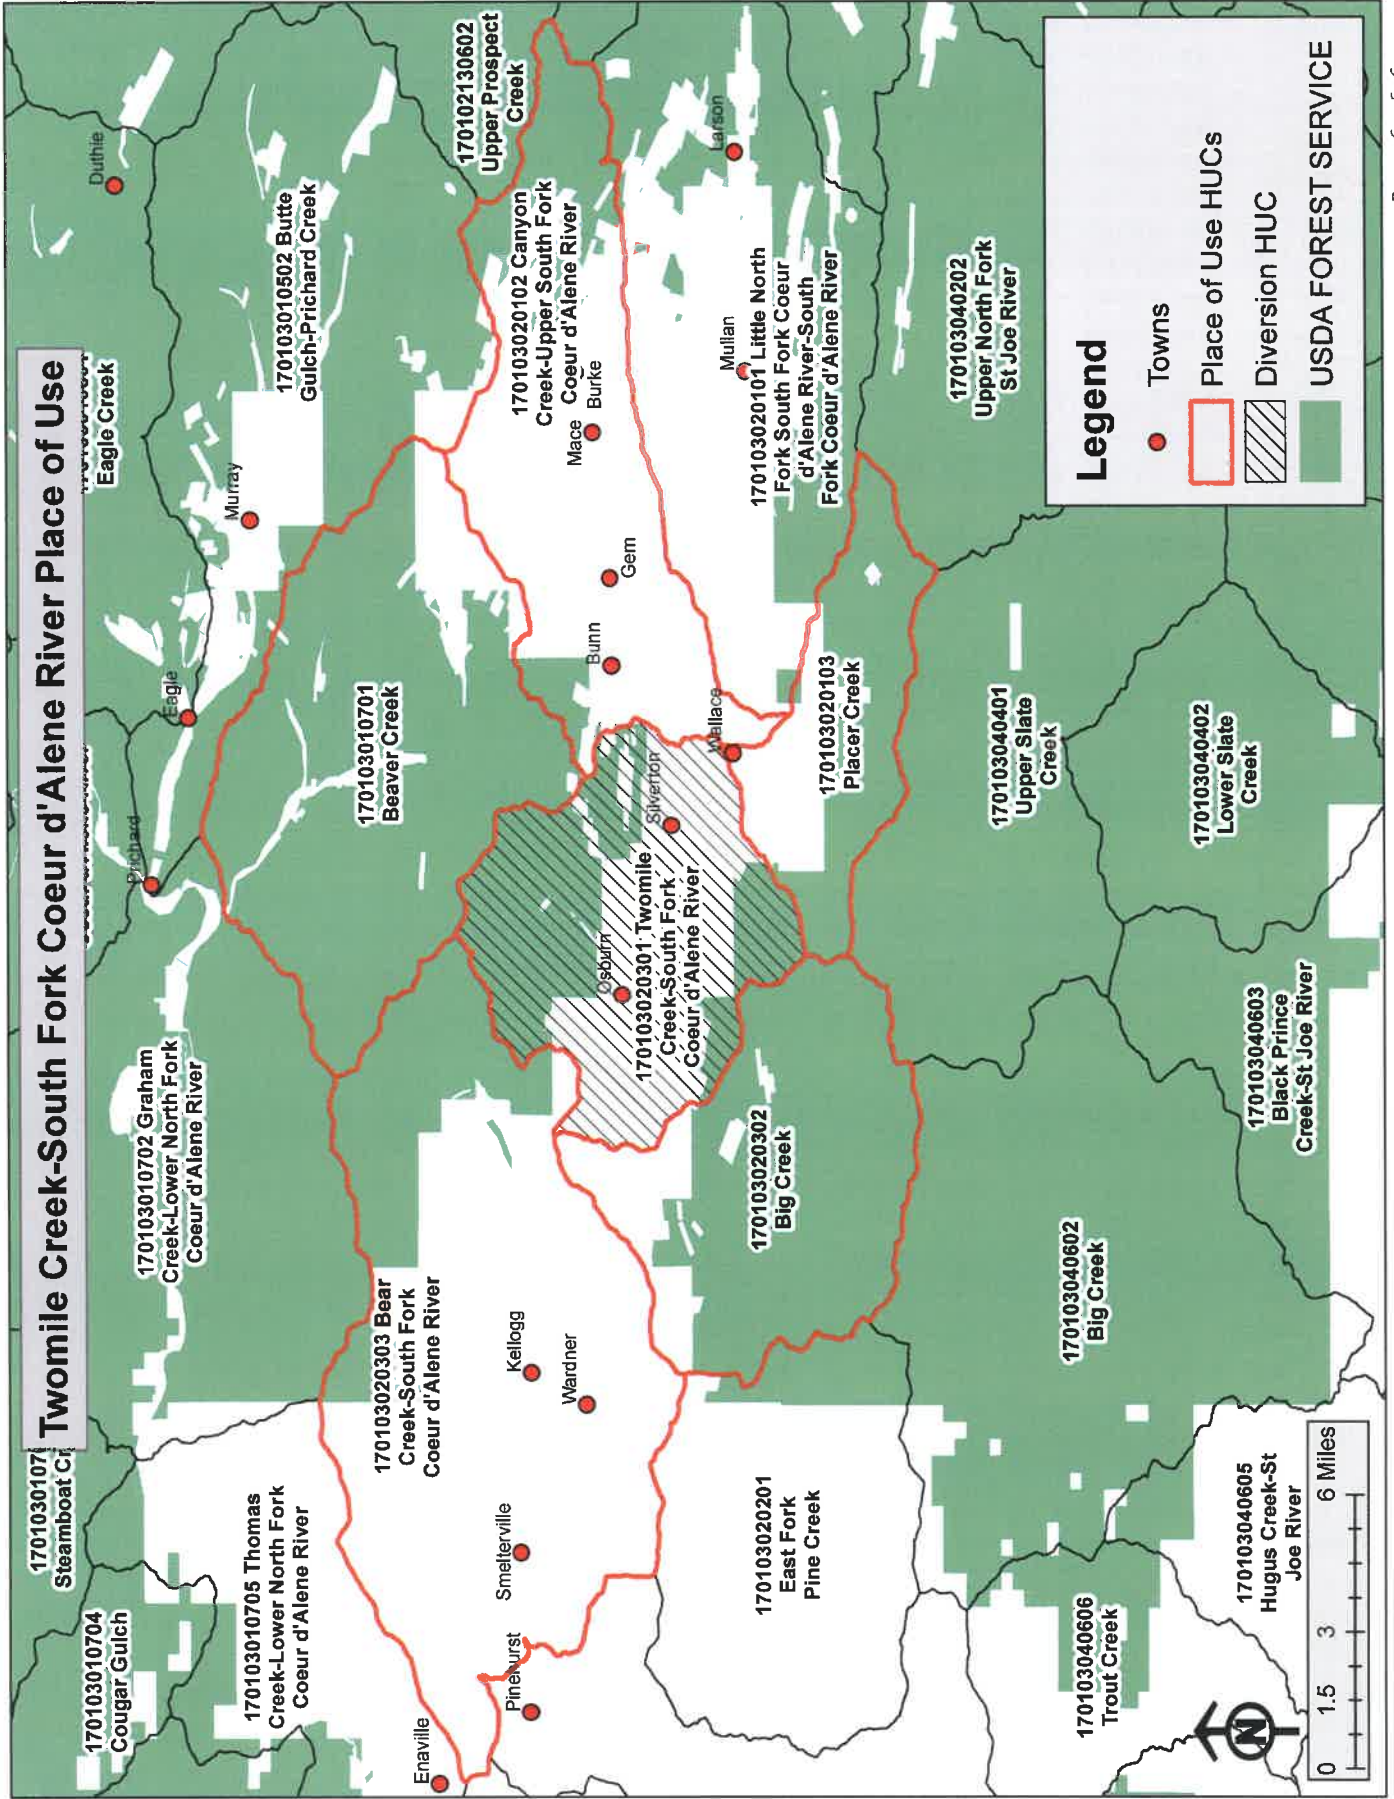 Twomile Creek-South Fork Coeur d'Alene River Place of Use
Eagle Creek
Duthie
1701030107
Steamboat Cr
170103010704
Cougar Gulch
170103010702 Graham
Creek-Lower North Fork
Coeur d'Alene River
Prichard
Eagle
Murray
170103010502 Butte
Gulch-Prichard Creek
170102130602
Upper Prospect
Creek
170103010705 Thomas
Creek-Lower North Fork
Coeur d'Alene River
170103010701
Beaver Creek
170103020303 Bear
Creek-South Fork
Coeur d'Alene River
170103020102 Canyon
Creek-Upper South Fork
Coeur d'Alene River
Mace
Burke
Enaville
Pinehurst
Smelterville
Kellogg
Wardner
Osburn
170103020301 Twomile
Creek-South Fork
Coeur d'Alene River
Silverton
Bunn
Gem
Wallace
Mullan
Larson
170103020101 Little North
Fork South Fork Coeur
d'Alene River-South
Fork Coeur d'Alene River
170103020201
East Fork
Pine Creek
170103020302
Big Creek
170103020103
Placer Creek
170103040202
Upper North Fork
St Joe River
170103040401
Upper Slate
Creek
170103040402
Lower Slate
Creek
170103040602
Big Creek
170103040603
Black Prince
Creek-St Joe River
170103040606
Trout Creek
170103040605
Hugus Creek-St
Joe River
Legend
Towns
Place of Use HUCs
Diversion HUC
USDA FOREST SERVICE
N
0 1.5 3 6 Miles